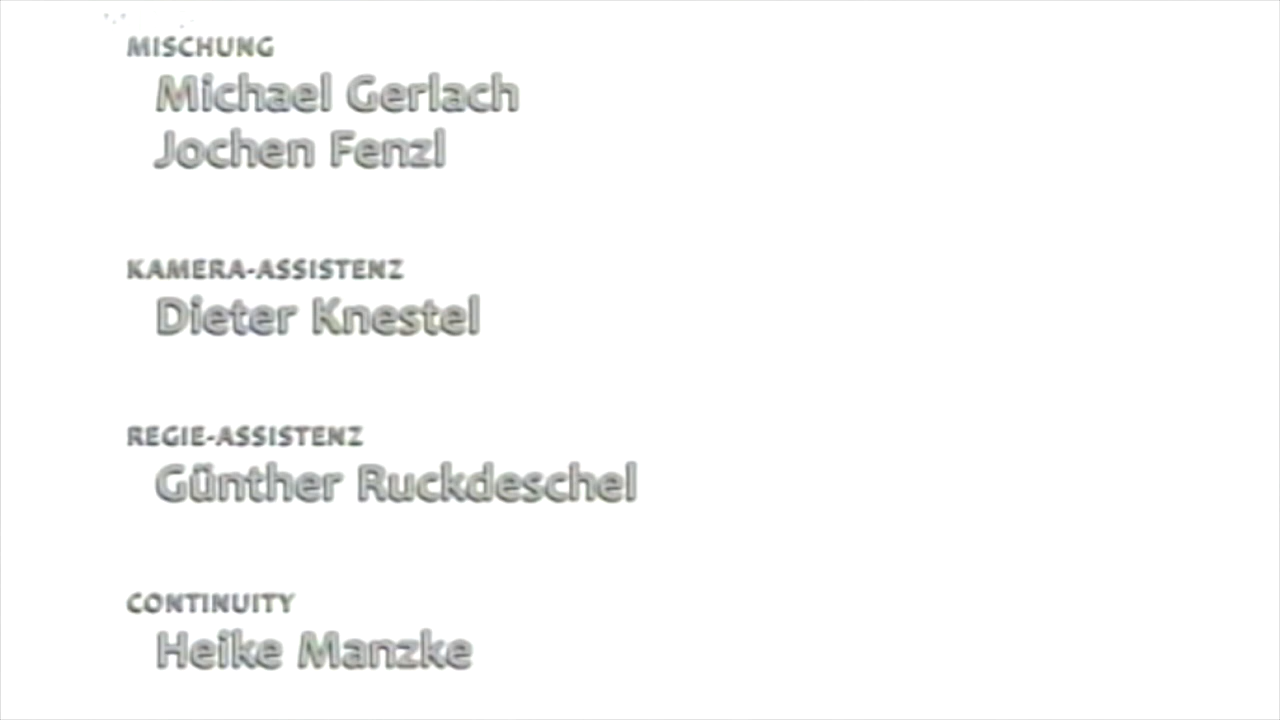 MISCHUNG
Michael Gerlach
Jochen Fenzl
KAMERA-ASSISTENZ
Dieter Knestel
REGIE-ASSISTENZ
Günther Ruckdeschel
CONTINUITY
Heike Manzke